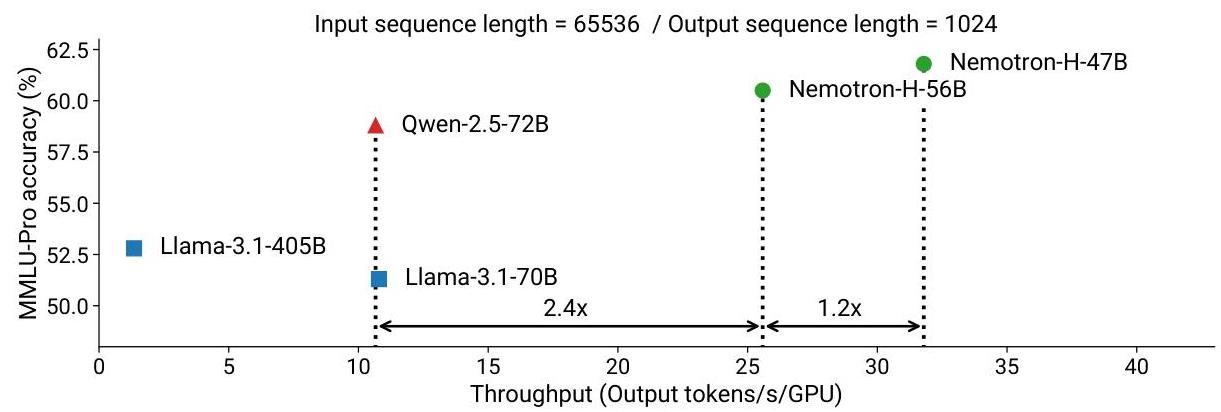 Input sequence length = 65536 / Output sequence length = 1024
62.5
60.0
57.5
55.0
52.5
50.0
MMLU-Pro accuracy (%)
Nemotron-H-47B
Nemotron-H-56B
Qwen-2.5-72B
Llama-3.1-405B
Llama-3.1-70B
2.4x
1.2x
0 5 10 15 20 25 30 35 40
Throughput (Output tokens/s/GPU)